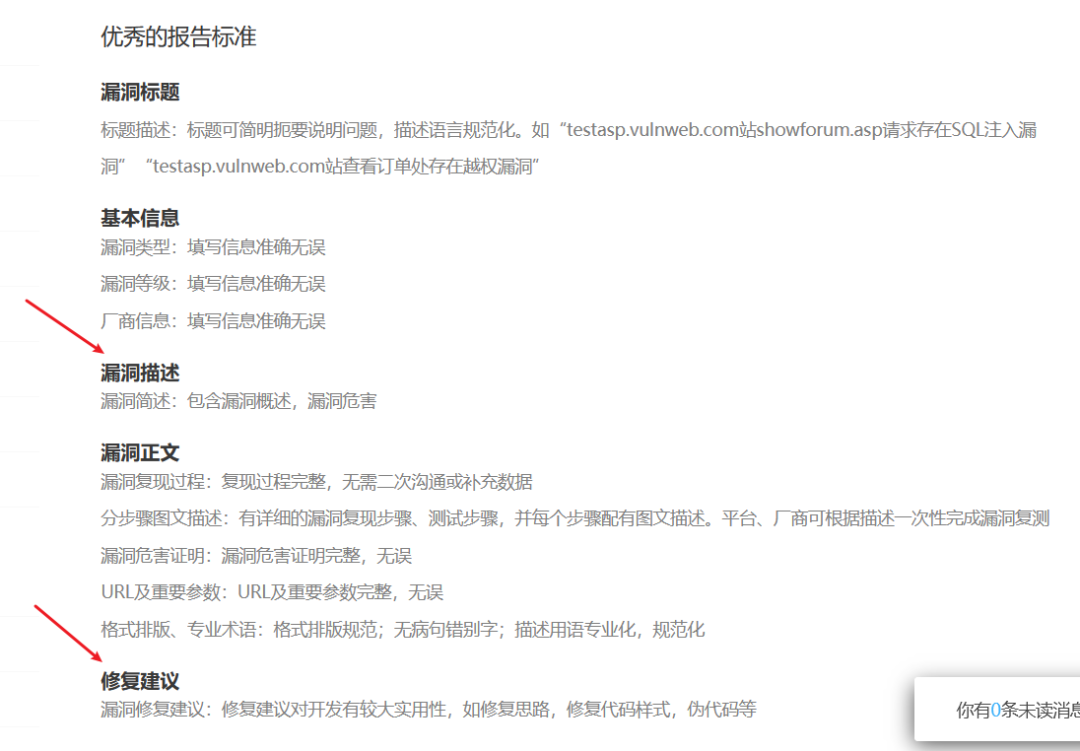 优秀的报告标准
漏洞标题
标题描述：标题可简明扼要说明问题，描述语言规范化。如“testasp.vulnweb.com站showforum.asp请求存在SQL注入漏
洞” “testasp.vulnweb.com站查看订单处存在越权漏洞”
基本信息
漏洞类型：填写信息准确无误
漏洞等级：填写信息准确无误
厂商信息：填写信息准确无误
漏洞描述
漏洞简述：包含漏洞概述，漏洞危害
漏洞正文
漏洞复现过程：复现过程完整，无需二次沟通或补充数据
分步骤图文描述：有详细的漏洞复现步骤、测试步骤，并每个步骤配有图文描述。平台、厂商可根据描述一次性完成漏洞复测
漏洞危害证明：漏洞危害证明完整，无误
URL及重要参数：URL及重要参数完整，无误
格式排版、专业术语：格式排版规范；无病句错别字；描述用语专业化，规范化
修复建议
漏洞修复建议：修复建议对开发有较大实用性，如修复思路，修复代码样式，伪代码等
你有0条未读消息